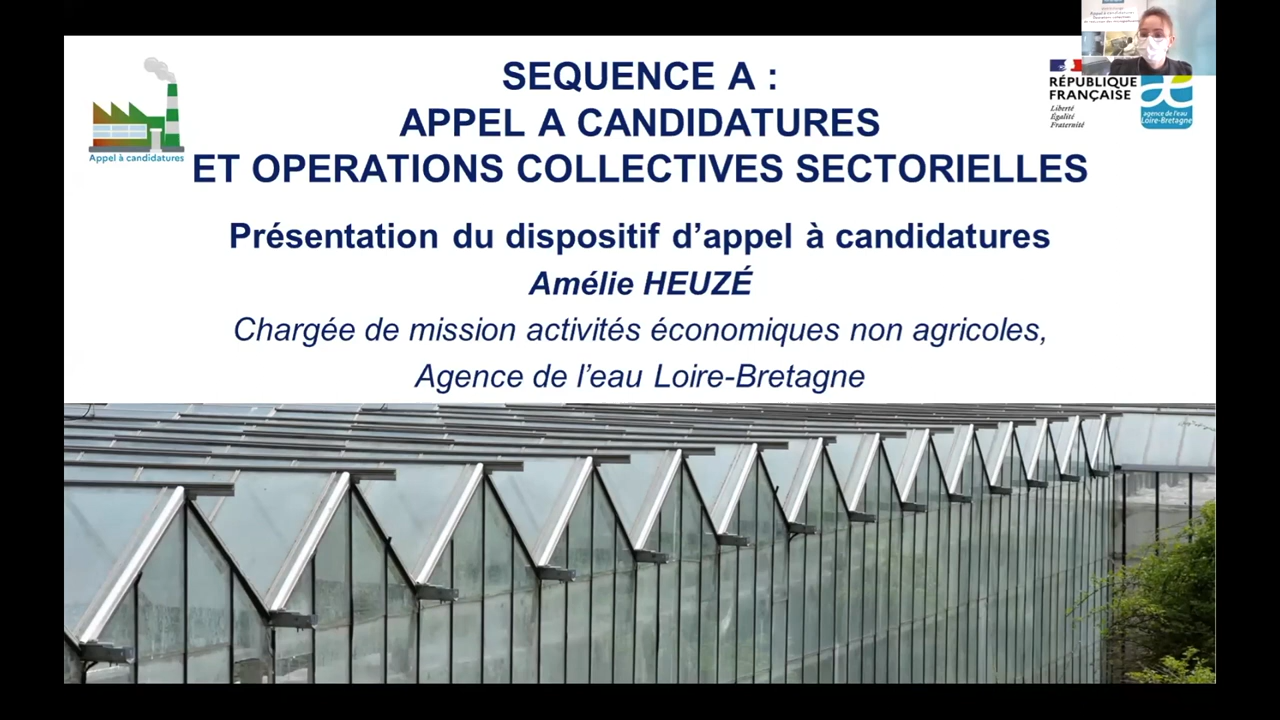 SEQUENCE A :
APPEL A CANDIDATURES
ET OPERATIONS COLLECTIVES SECTORIELLES
Appel à candidatures
RÉPUBLIQUE
FRANÇAISE
Liberté
Égalité
Fraternité
agence de l'eau
Loire-Bretagne
Présentation du dispositif d’appel à candidatures
Amélie HEUZÉ
Chargée de mission activités économiques non agricoles,
Agence de l’eau Loire-Bretagne